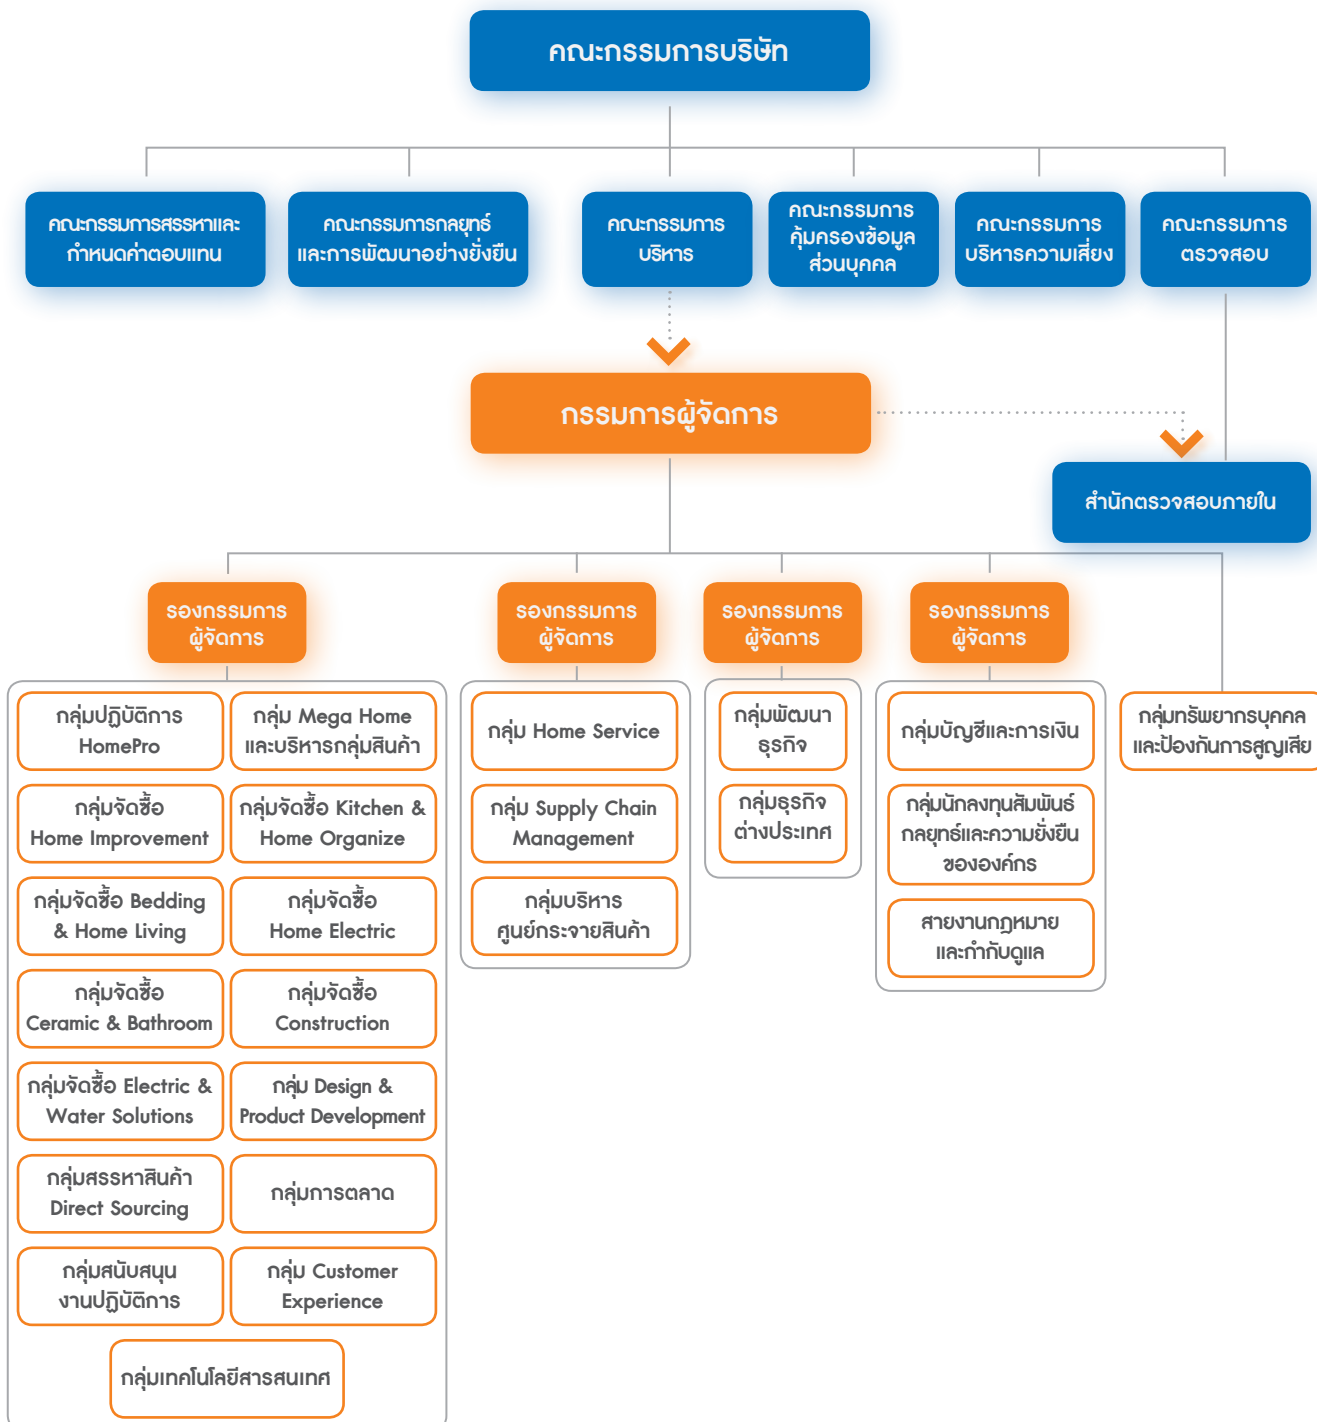 คณะกรรมการบริษัท
คณะกรรมการสรรหาและ
กำหนดค่าตอบแทน
คณะกรรมการกลยุทธ์
และการพัฒนาอย่างยั่งยืน
คณะกรรมการ
บริหาร
คณะกรรมการ
คุ้มครองข้อมูล
ส่วนบุคคล
คณะกรรมการ
บริหารความเสี่ยง
คณะกรรมการ
ตรวจสอบ
กรรมการผู้จัดการ
สำนักตรวจสอบภายใน
รองกรรมการ
ผู้จัดการ
รองกรรมการ
ผู้จัดการ
รองกรรมการ
ผู้จัดการ
รองกรรมการ
ผู้จัดการ
กลุ่มปฏิบัติการ
HomePro
กลุ่ม Mega Home
และบริหารกลุ่มสินค้า
กลุ่มจัดซื้อ
Home Improvement
กลุ่มจัดซื้อ Kitchen &
Home Organize
กลุ่มจัดซื้อ Bedding
& Home Living
กลุ่มจัดซื้อ
Home Electric
กลุ่มจัดซื้อ
Ceramic & Bathroom
กลุ่มจัดซื้อ
Construction
กลุ่มจัดซื้อ Electric &
Water Solutions
กลุ่ม Design &
Product Development
กลุ่มสรรหาสินค้า
Direct Sourcing
กลุ่มการตลาด
กลุ่มสนับสนุน
งานปฏิบัติการ
กลุ่ม Customer
Experience
กลุ่มเทคโนโลยีสารสนเทศ
กลุ่ม Home Service
กลุ่ม Supply Chain
Management
กลุ่มบริหาร
ศูนย์กระจายสินค้า
กลุ่มพัฒนา
ธุรกิจ
กลุ่มธุรกิจ
ต่างประเทศ
กลุ่มบัญชีและการเงิน
กลุ่มนักลงทุนสัมพันธ์
กลยุทธ์และความยั่งยืน
ขององค์กร
สายงานกฎหมาย
และกำกับดูแล
กลุ่มทรัพยากรบุคคล
และป้องกันการสูญเสีย